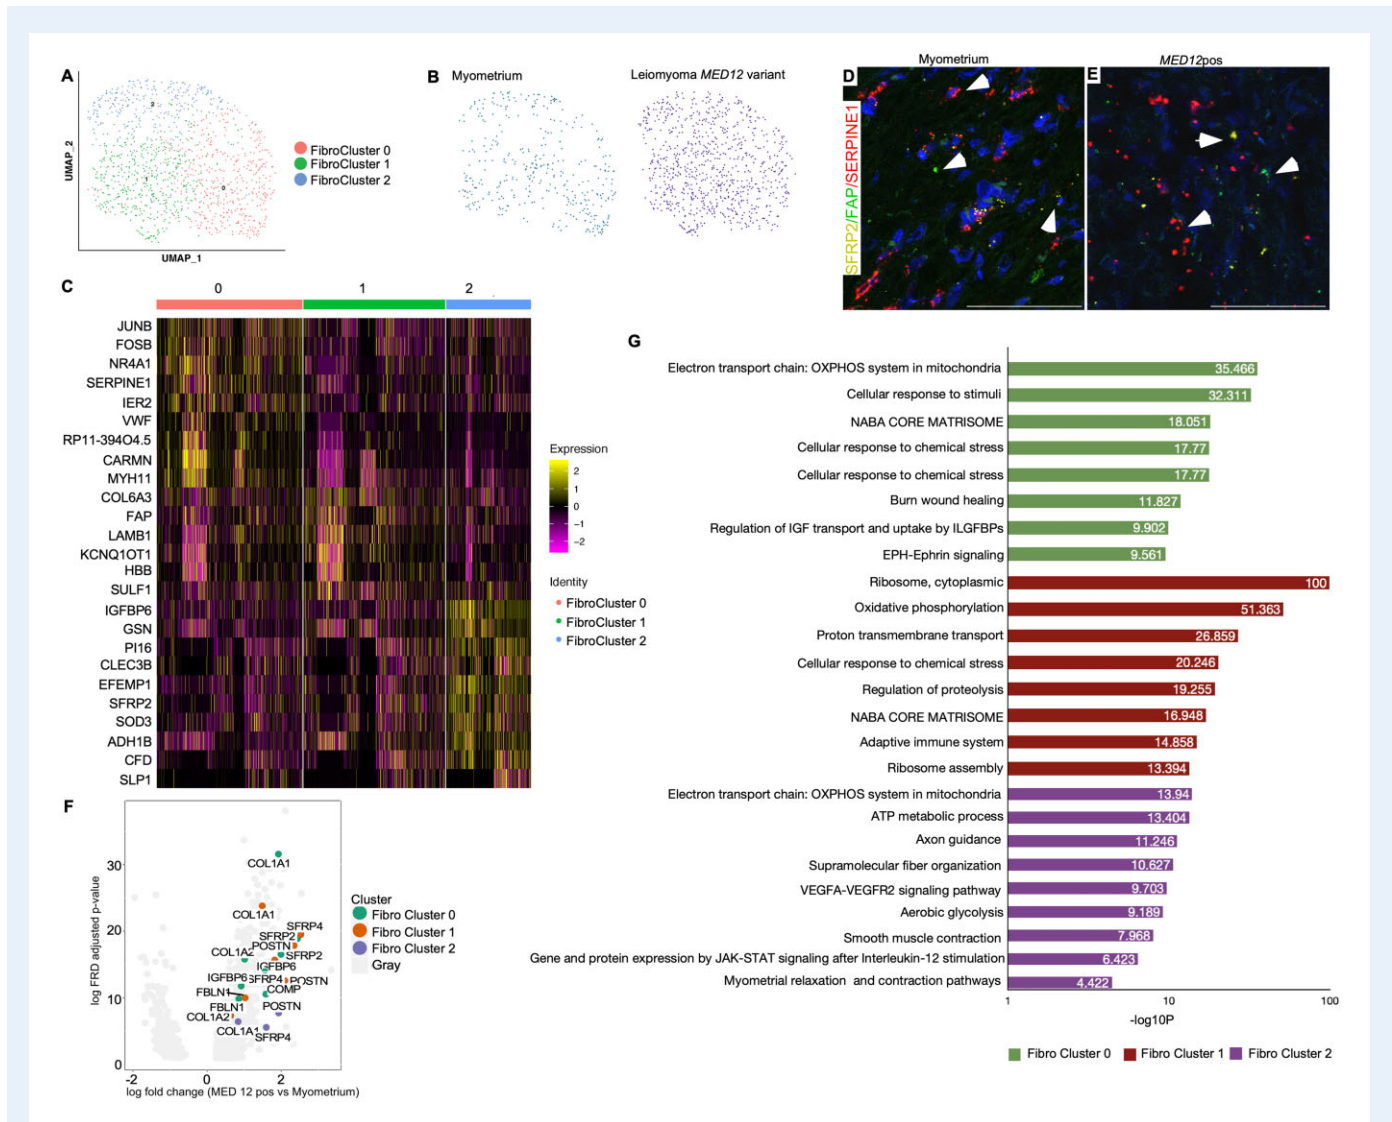 A
UMAP_2
UMAP_1
2
1
0
FibroCluster 0
FibroCluster 1
FibroCluster 2
B
Myometrium
Leiomyoma MED12 variant
C
0
1
2
JUNB
FOSB
NR4A1
SERPINE1
IER2
VWF
RP11-394O4.5
CARMN
MYH11
COL6A3
FAP
LAMB1
KCNQ1OT1
HBB
SULF1
IGFBP6
GSN
PI16
CLEC3B
EFEMP1
SFRP2
SOD3
ADH1B
CFD
SLP1
Expression
2
1
0
−1
−2
Identity
FibroCluster 0
FibroCluster 1
FibroCluster 2
Myometrium
MED12pos
D
E
SFRP2/FAP/SERPINE1
F
log FRD adjusted p-value
30
20
10
0
-2
0
2
log fold change (MED 12 pos vs Myometrium)
COL1A1
COL1A1
SFRP4
SFRP2
POSTN
COL1A2
SFRP2
IGFBP6
IGFBP6
SFRP4
POSTN
COMP
FBLN1
FBLN1
POSTN
COL1A2
COL1A1
SFRP4
Cluster
Fibro Cluster 0
Fibro Cluster 1
Fibro Cluster 2
Gray
G
Electron transport chain: OXPHOS system in mitochondria 35.466
Cellular response to stimuli 32.311
NABA CORE MATRISOME 18.051
Cellular response to chemical stress 17.77
Cellular response to chemical stress 17.77
Burn wound healing 11.827
Regulation of IGF transport and uptake by ILGFBPs 9.902
EPH-Ephrin signaling 9.561
Ribosome, cytoplasmic 100
Oxidative phosphorylation 51.363
Proton transmembrane transport 26.859
Cellular response to chemical stress 20.246
Regulation of proteolysis 19.255
NABA CORE MATRISOME 16.948
Adaptive immune system 14.858
Ribosome assembly 13.394
Electron transport chain: OXPHOS system in mitochondria 13.94
ATP metabolic process 13.404
Axon guidance 11.246
Supramolecular fiber organization 10.627
VEGFA-VEGFR2 signaling pathway 9.703
Aerobic glycolysis 9.189
Smooth muscle contraction 7.968
Gene and protein expression by JAK-STAT signaling after Interleukin-12 stimulation 6.423
Myometrial relaxation and contraction pathways 4.422
1
10
100
-log10P
Fibro Cluster 0
Fibro Cluster 1
Fibro Cluster 2